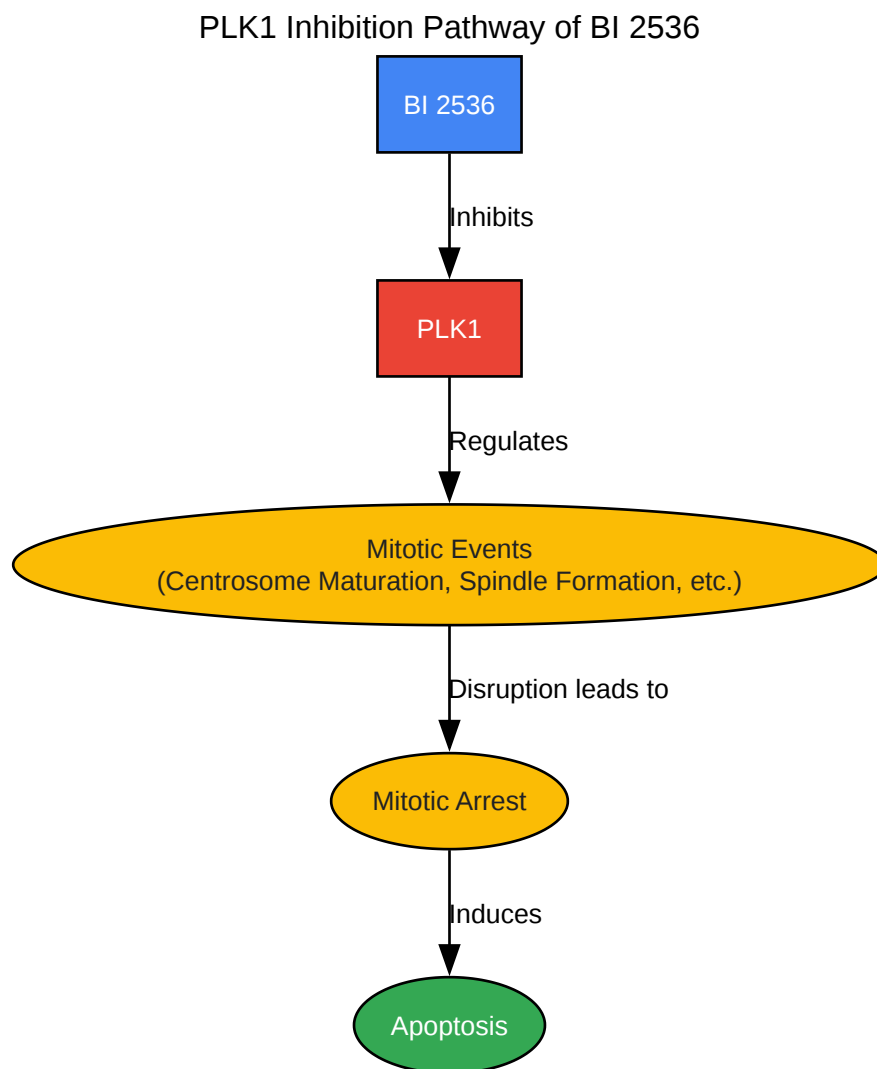 PLK1 Inhibition Pathway of BI 2536
BI 2536
Inhibits
PLK1
Regulates
Mitotic Events
(Centrosome Maturation, Spindle Formation, etc.)
Disruption leads to
Mitotic Arrest
Induces
Apoptosis